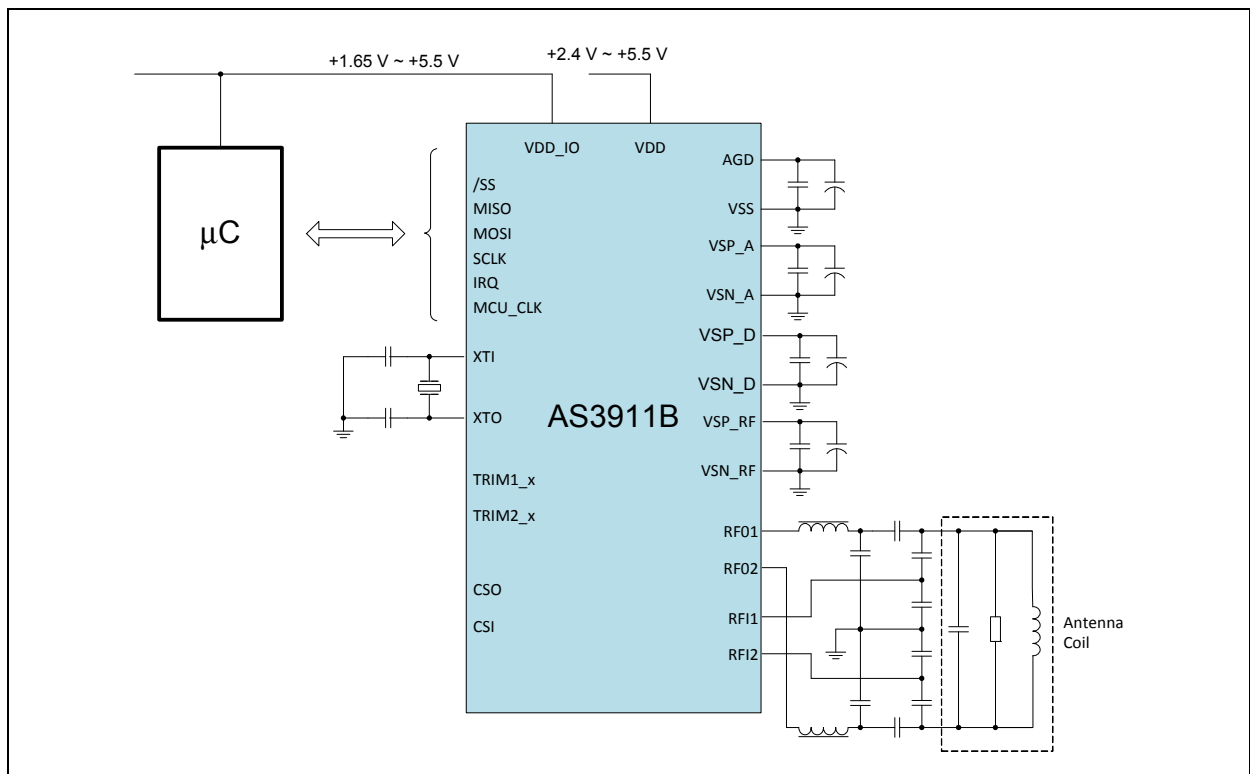 +1.65 V ~ +5.5 V
+2.4 V ~ +5.5 V
VDD_IO
VDD
µC
/SS
MISO
MOSI
SCLK
IRQ
MCU_CLK
XTI
XTO
TRIM1_x
TRIM2_x
CSO
CSI
AS3911B
AGD
VSS
VSP_A
VSN_A
VSP_D
VSN_D
VSP_RF
VSN_RF
RF01
RF02
RFI1
RFI2
Antenna
Coil